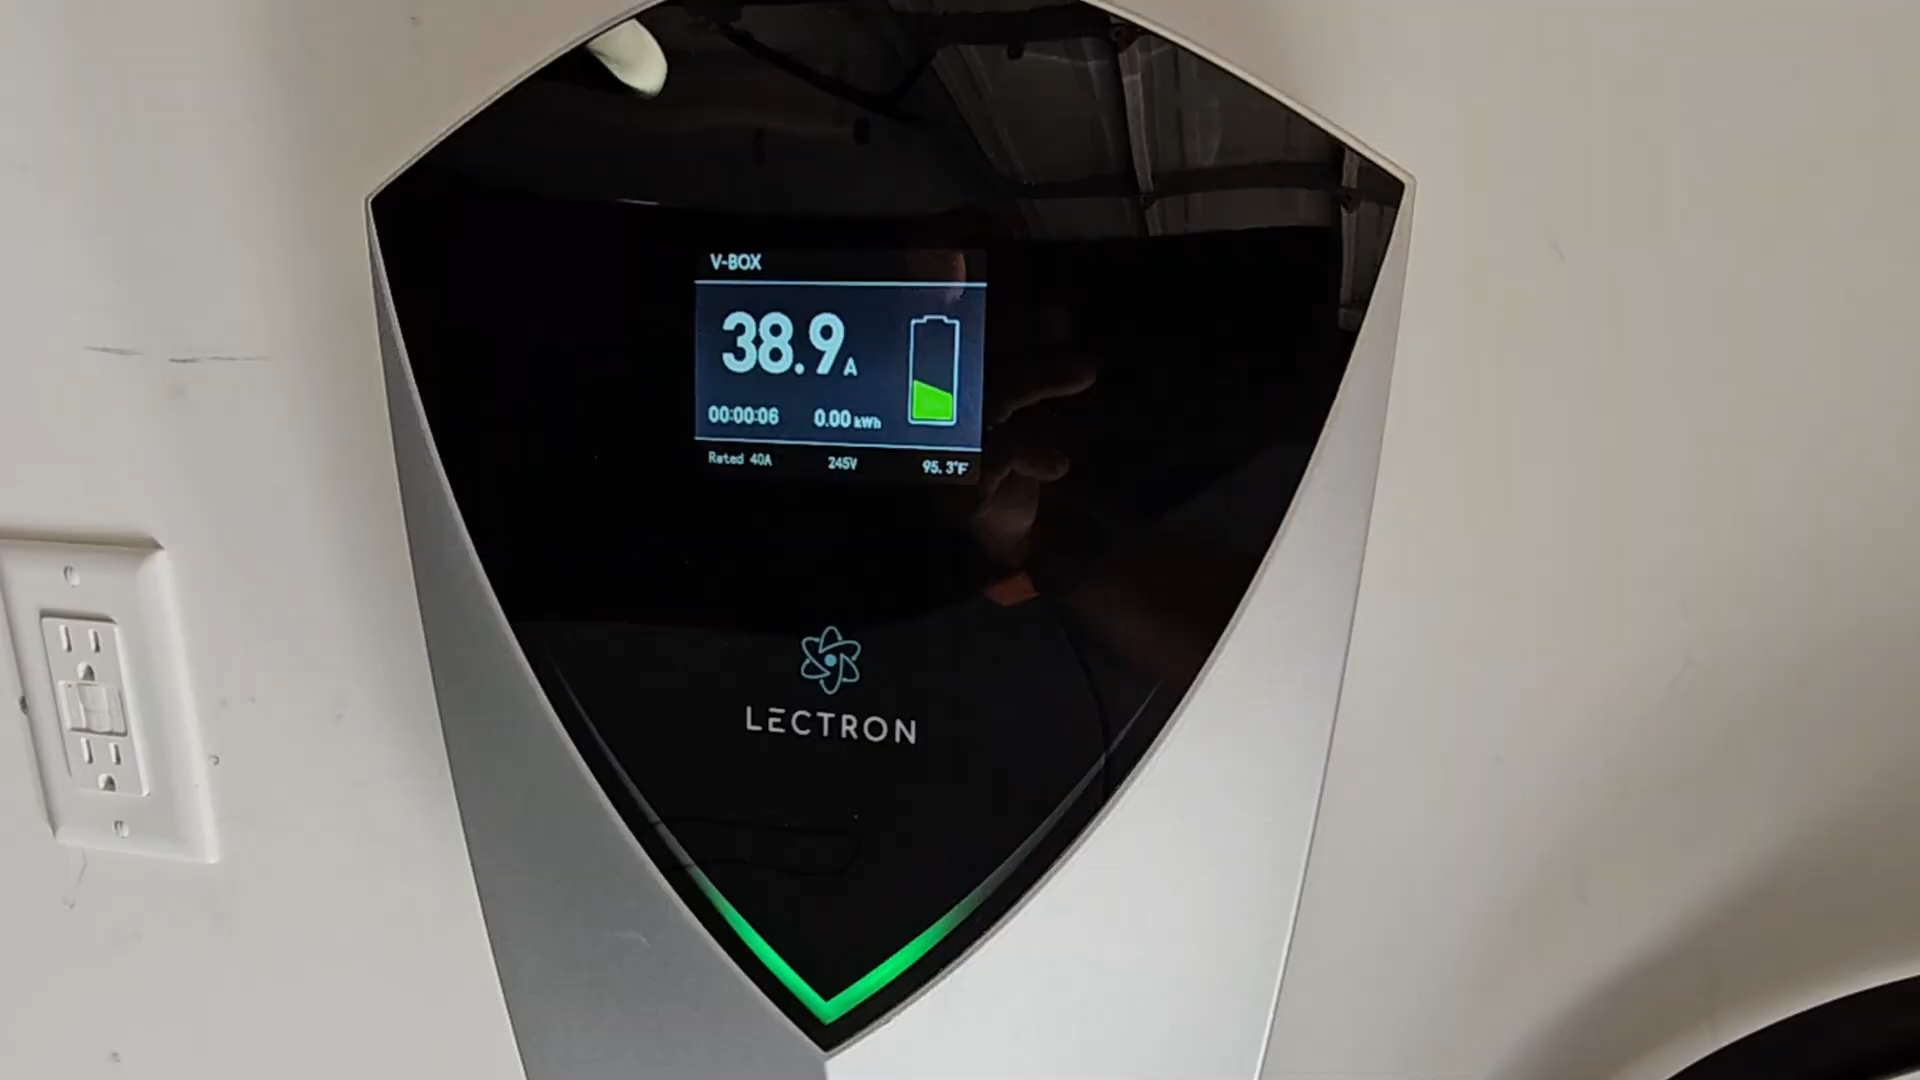 V-BOX
38.9A
00:00:06 0.00 kWh
Rated 40A 245V 95.3°F
LECTRON